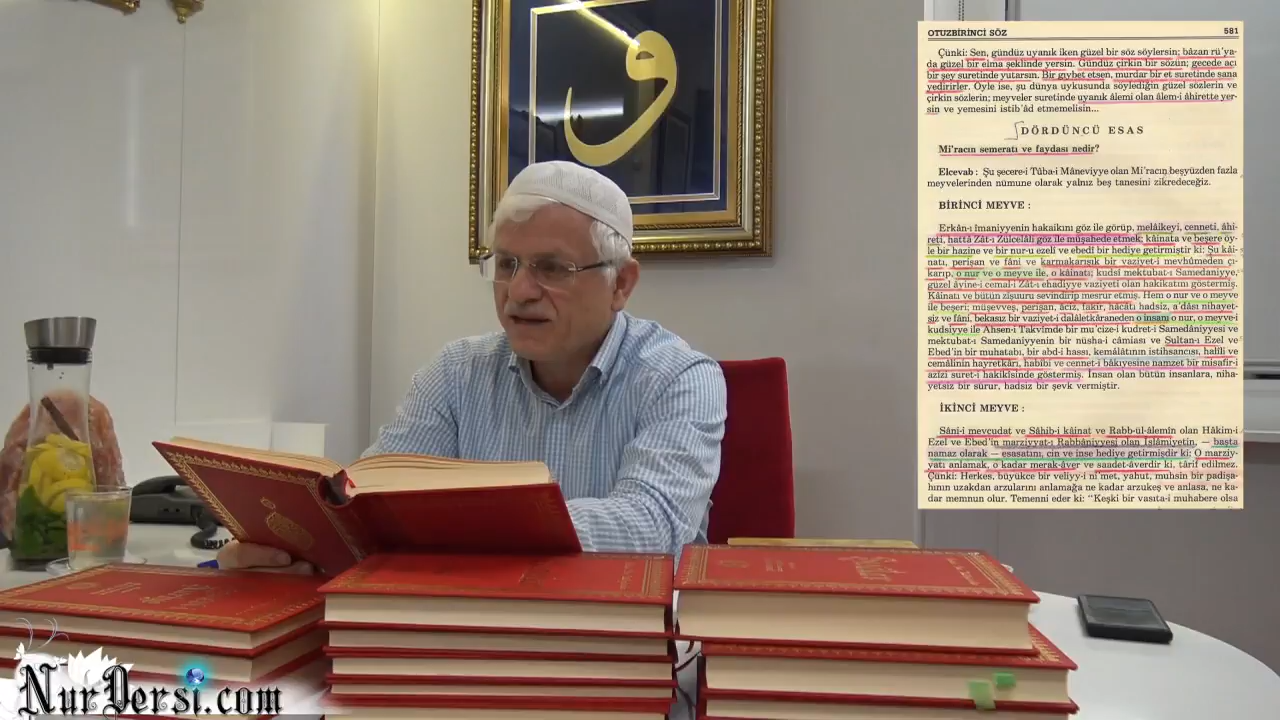 و
OTUZBİRİNCİ SÖZ 581
Çünki: Sen, gündüz uyanık iken güzel bir söz söylersin; bâzan rü'ya-
da güzel bir elma şeklinde yersin. Gündüz çirkin bir sözün; gecede acı
bir şey suretinde yutarsın. Bir gıybet etsen, murdar bir et suretinde sana
yedirirler. Öyle ise, şu dünya uykusunda söylediğin güzel sözlerin ve
çirkin sözlerin; meyveler suretinde uyanık âlemi olan âlem-i âhirette yer-
sin ve yemesini istib'âd etmemelisin...
DÖRDÜNCÜ ESAS
Mi'racın semeratı ve faydası nedir?
Elcevab: Şu şecere-i Tûba-i Mâneviyye olan Mi'racın beşyüzden fazla
meyvelerinden nümune olarak yalnız beş tanesini zikredeceğiz.
BİRİNCİ MEYVE :
Erkân-ı İmaniyyenin hakaikını göz ile görüp, melâikeyi, cenneti, âhi-
reti, hattâ Zât-ı Zülcelâli göz ile müşahede etmek; kâinata ve beşere öy-
le bir hazine ve bir nur-u ezelî ve ebedî bir hediye getirmiştir ki: Şu kâi-
natı, perişan ve fâni ve karmakarışık bir vaziyet-i mevhûmeden çı-
karıp, o nur ve o meyve ile, o kâinatı; kudsî mektubat-ı Samedaniyye,
güzel âyine-i cemal-i Zât-ı ehadiyye vaziyeti olan hakikatını göstermiş.
Kâinatı ve bütün zîşuuru sevindirip mesrur etmiş. Hem o nur ve o meyve
ile beşeri; müşevveş, perişan, âciz, fakir, hâcâtı hadsiz, a'dâsı nihayet-
siz ve fâni, bekasız bir vaziyet-i dalâletkâraneden o insanı o nur, o meyve-i
kudsiyye ile Ahsen-i Takvimde bir mu'cize-i kudret-i Samedâniyyesi ve
mektubat-ı Samedaniyyenin bir nüsha-i câmiası ve Sultan-ı Ezel ve
Ebed'in bir muhatabı, bir abd-i hassı, kemâlâtının istihsancısı, halili ve
cemâlinin hayretkârı, habibi ve cennet-i bâkıyesine namzet bir misafir-i
azizi suret-i hakikîsinde göstermiş. İnsan olan bütün insanlara, niha-
yetsiz bir sürur, hadsiz bir şevk vermiştir.
İKİNCİ MEYVE :
Sâni-i mevcudat ve Sâhib-i kâinat ve Rabb-ül-âlemîn olan Hâkim-i
Ezel ve Ebed'in marziyyat-ı Rabbâniyyesi olan İslâmiyetin, — başta
namaz olarak — esasatını, cin ve inse hediye getirmişdir ki: O marziy-
yatı anlamak, o kadar merak-âver ve saadet-âverdir ki, târif edilmez.
Çünki: Herkes, büyükce bir veliyy-i ni'met, yahut, muhsin bir padişa-
hının uzakdan arzularını anlamağa ne kadar arzukeş ve anlasa, ne ka-
dar memnun olur. Temenni eder ki: "Keşki bir vasıta-i muhabere olsa
NurDersi.com